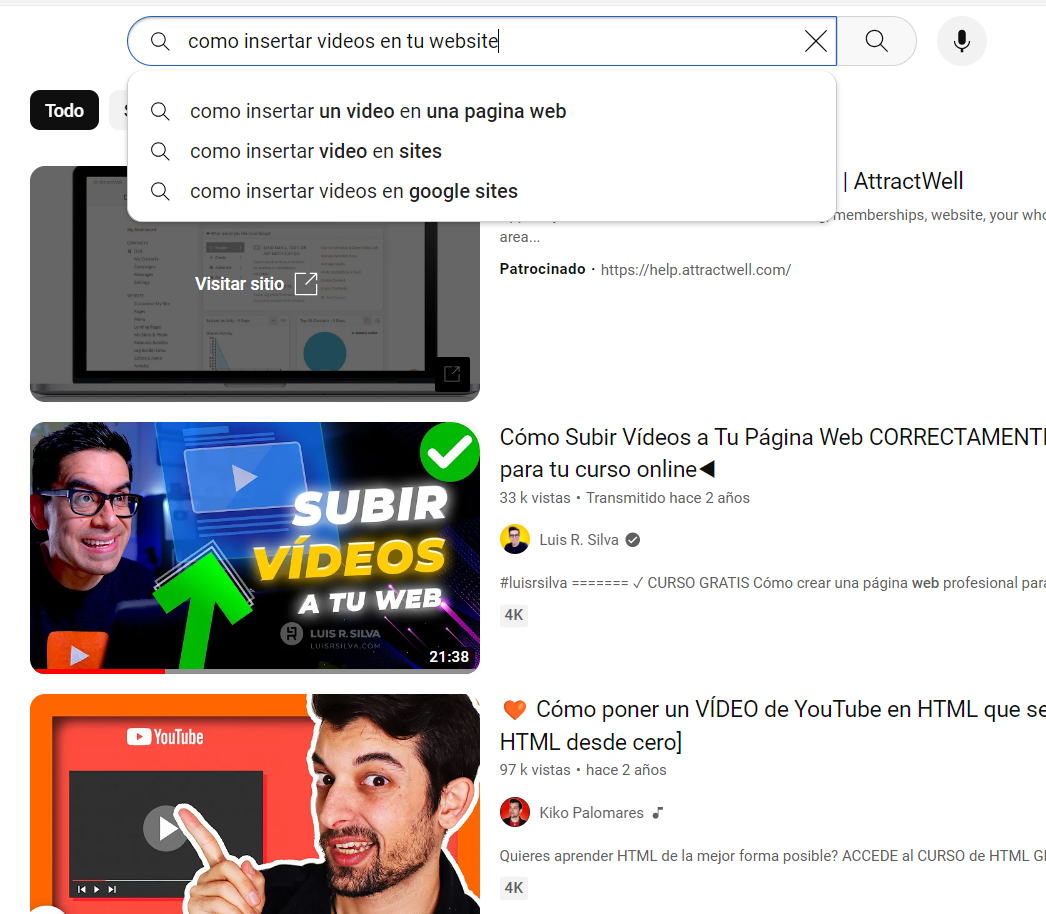 como insertar videos en tu website
Todo
como insertar un video en una pagina web
como insertar video en sites
como insertar videos en google sites
| AttractWell
memberships, website, your
area...
Patrocinado · https://help.attractwell.com/
Visitar sitio
Cómo Subir Vídeos a Tu Página Web CORRECTAMENT
para tu curso online◀
33 k vistas • Transmitido hace 2 años
Luis R. Silva
#luisrsilva ======= ✓ CURSO GRATIS Cómo crear una página web profesional
4K
SUBIR
VÍDEOS
A TU WEB
LUIS R. SILVA
LUISRSILVA.COM
21:38
🧡 Cómo poner un VÍDEO de YouTube en HTML que se
HTML desde cero]
97 k vistas • hace 2 años
Kiko Palomares
Quieres aprender HTML de la mejor forma posible? ACCEDE al CURSO de HTML
4K
YouTube